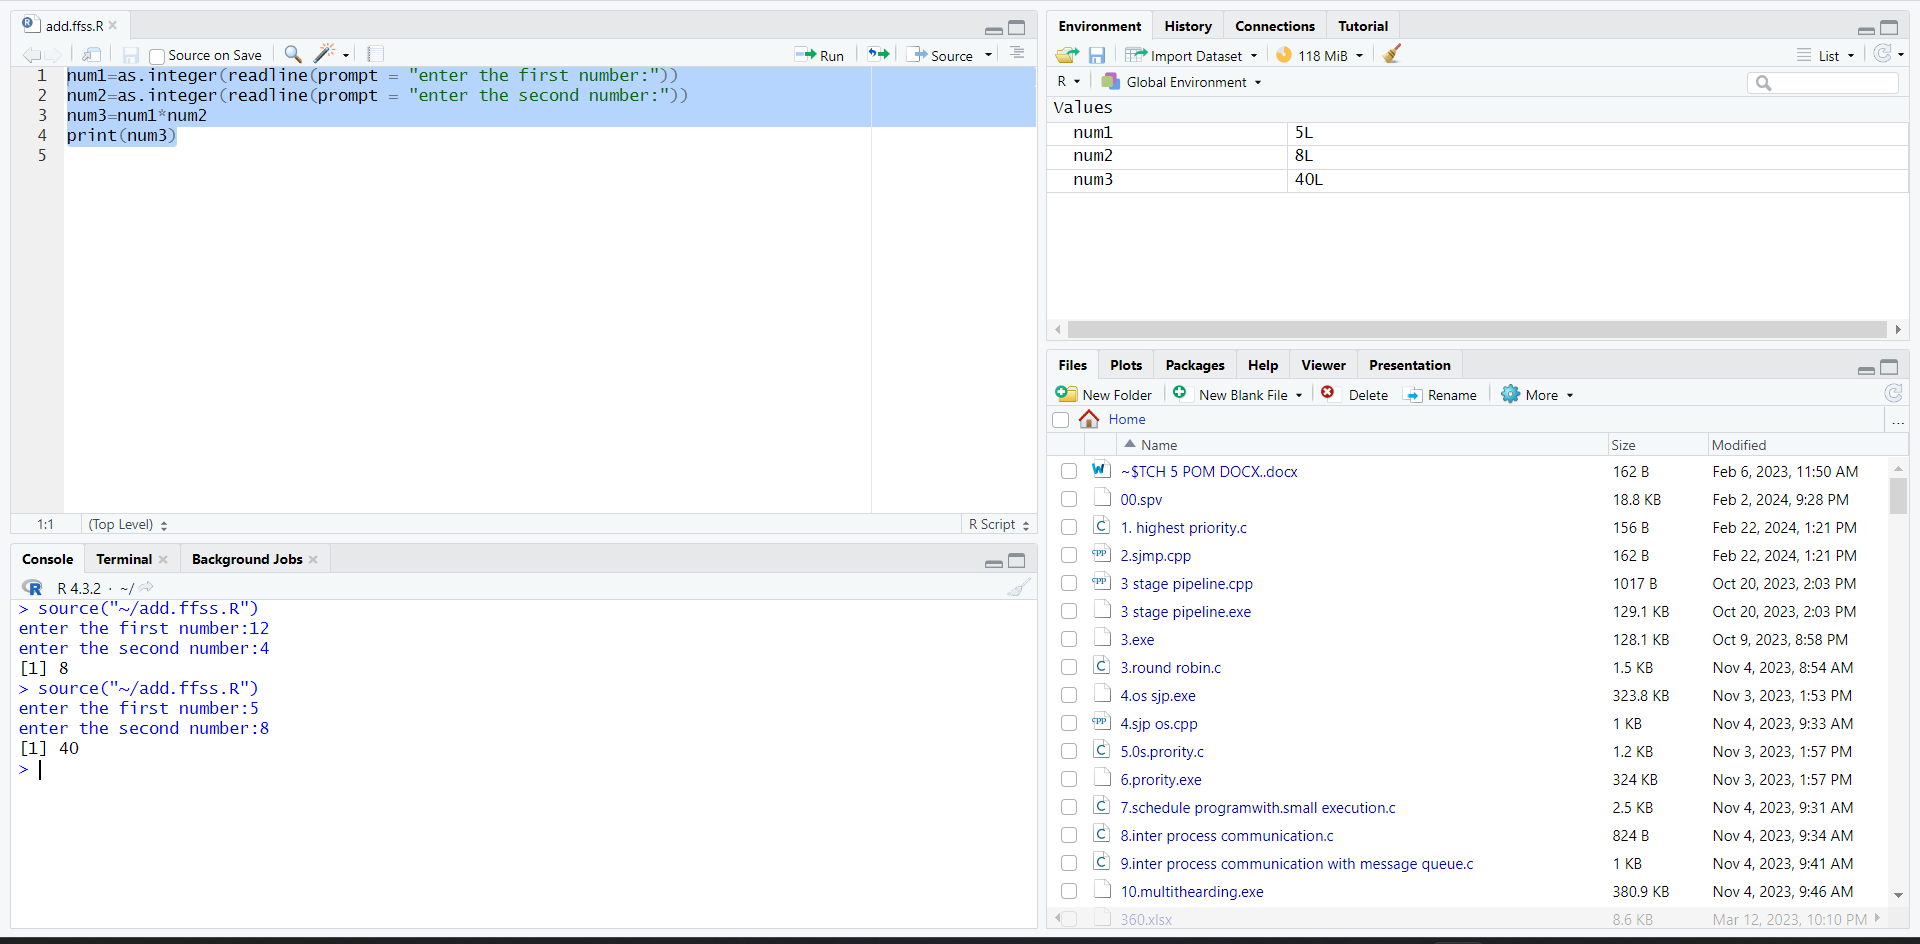 add.ffss.R
Source on Save
Run
Source
1 num1=as.integer(readline(prompt = "enter the first number:"))
2 num2=as.integer(readline(prompt = "enter the second number:"))
3 num3=num1*num2
4 print(num3)
5
1:1 (Top Level) R Script
Console Terminal Background Jobs
R R 4.3.2 · ~/
> source("~/add.ffss.R")
enter the first number:12
enter the second number:4
[1] 8
> source("~/add.ffss.R")
enter the first number:5
enter the second number:8
[1] 40
>
Environment History Connections Tutorial
Import Dataset 118 MiB List
R Global Environment
Values
num1 5L
num2 8L
num3 40L
Files Plots Packages Help Viewer Presentation
New Folder New Blank File Delete Rename More
Home ...
Name Size Modified
~$TCH 5 POM DOCX..docx 162 B Feb 6, 2023, 11:50 AM
00.spv 18.8 KB Feb 2, 2024, 9:28 PM
1. highest priority.c 156 B Feb 22, 2024, 1:21 PM
2.sjmp.cpp 162 B Feb 22, 2024, 1:21 PM
3 stage pipeline.cpp 1017 B Oct 20, 2023, 2:03 PM
3 stage pipeline.exe 129.1 KB Oct 20, 2023, 2:03 PM
3.exe 128.1 KB Oct 9, 2023, 8:58 PM
3.round robin.c 1.5 KB Nov 4, 2023, 8:54 AM
4.os sjp.exe 323.8 KB Nov 3, 2023, 1:53 PM
4.sjp os.cpp 1 KB Nov 4, 2023, 9:33 AM
5.0s.prority.c 1.2 KB Nov 3, 2023, 1:57 PM
6.prority.exe 324 KB Nov 3, 2023, 1:57 PM
7.schedule programwith.small execution.c 2.5 KB Nov 4, 2023, 9:31 AM
8.inter process communication.c 824 B Nov 4, 2023, 9:34 AM
9.inter process communication with message queue.c 1 KB Nov 4, 2023, 9:41 AM
10.multithearding.exe 380.9 KB Nov 4, 2023, 9:46 AM
360.xlsx 8.6 KB Mar 12, 2023, 10:10 PM